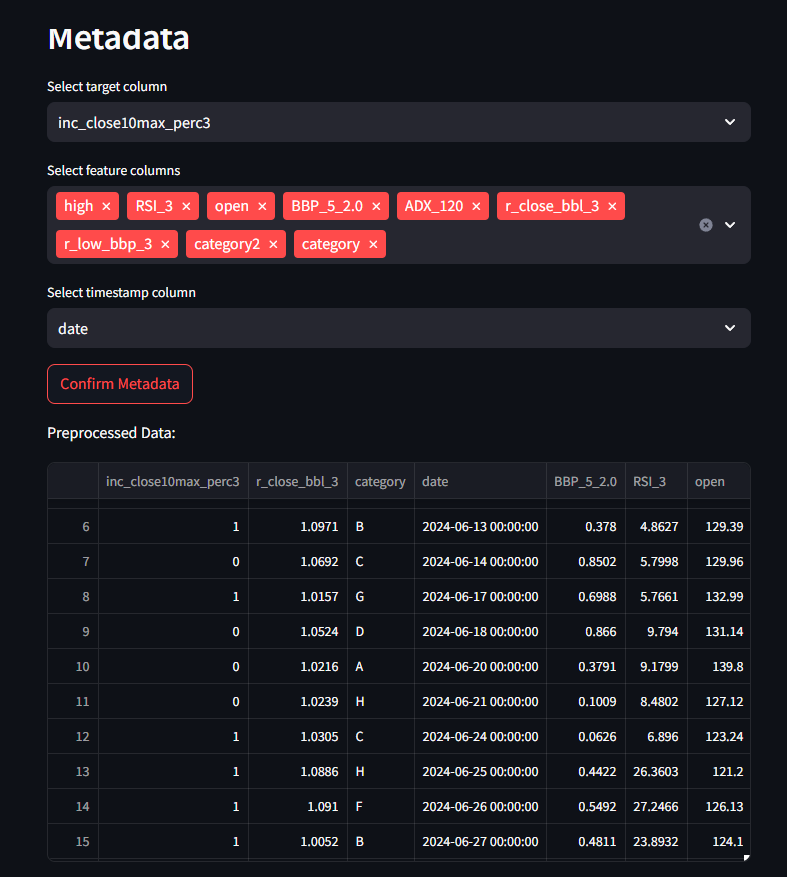 Metadata
Select target column
inc_close10max_perc3
Select feature columns
high × RSI_3 × open × BBP_5_2.0 × ADX_120 × r_close_bbl_3 ×
r_low_bbp_3 × category2 × category ×
Select timestamp column
date
Confirm Metadata
Preprocessed Data:
inc_close10max_perc3 r_close_bbl_3 category date BBP_5_2.0 RSI_3 open
6 1 1.0971 B 2024-06-13 00:00:00 0.378 4.8627 129.39
7 0 1.0692 C 2024-06-14 00:00:00 0.8502 5.7998 129.96
8 1 1.0157 G 2024-06-17 00:00:00 0.6988 5.7661 132.99
9 0 1.0524 D 2024-06-18 00:00:00 0.866 9.794 131.14
10 0 1.0216 A 2024-06-20 00:00:00 0.3791 9.1799 139.8
11 0 1.0239 H 2024-06-21 00:00:00 0.1009 8.4802 127.12
12 1 1.0305 C 2024-06-24 00:00:00 0.0626 6.896 123.24
13 1 1.0886 H 2024-06-25 00:00:00 0.4422 26.3603 121.2
14 1 1.091 F 2024-06-26 00:00:00 0.5492 27.2466 126.13
15 1 1.0052 B 2024-06-27 00:00:00 0.4811 23.8932 124.1